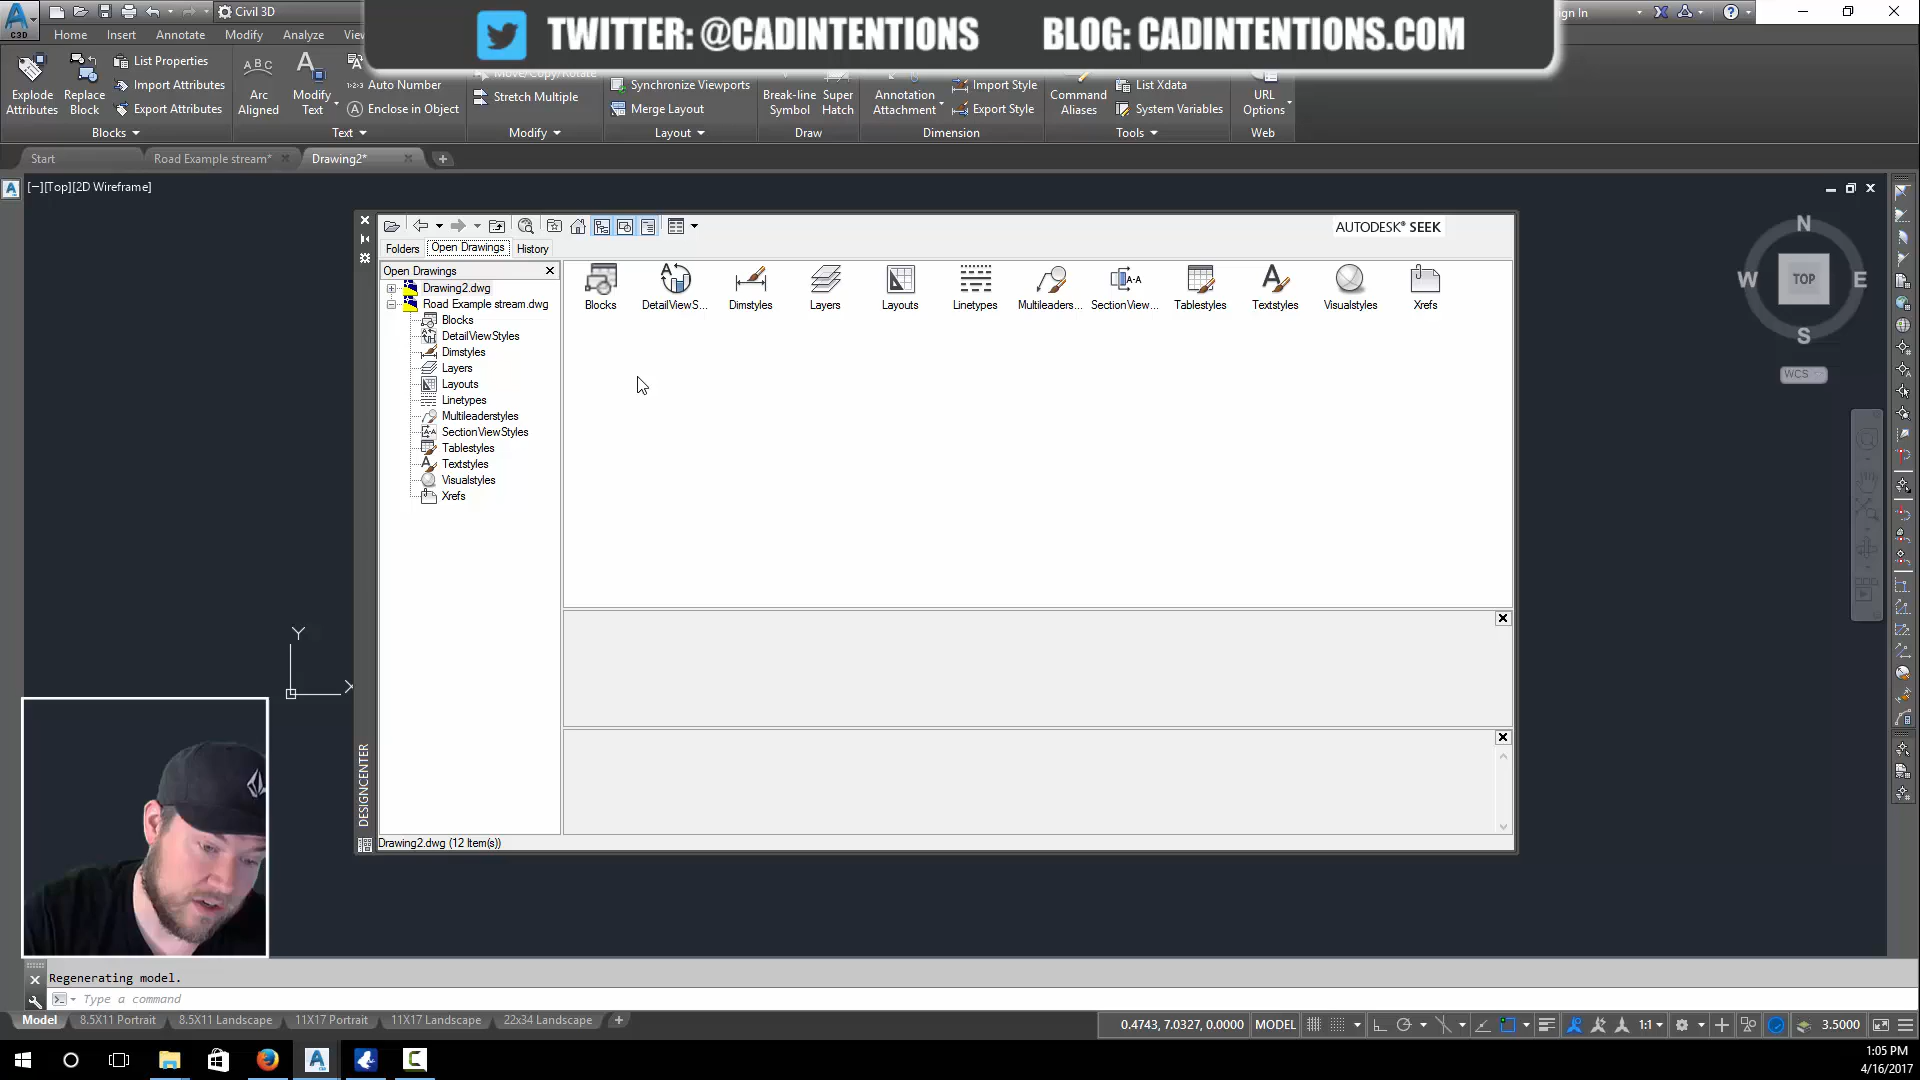 Civil 3D
TWITTER: @CADINTENTIONS
BLOG: CADINTENTIONS.COM
C3D
Home
Insert
Annotate
Modify
Analyze
Explode Attributes
Replace Block
List Properties
Import Attributes
Export Attributes
Blocks
ABC
Arc Aligned
Modify Text
Auto Number
Enclose in Object
Text
Move/Copy/Rotate
Stretch Multiple
Modify
Synchronize Viewports
Merge Layout
Layout
Break-line Symbol
Super Hatch
Draw
Annotation Attachment
Import Style
Export Style
Dimension
Command Aliases
List Xdata
System Variables
Tools
URL Options
Web
Start
Road Example stream*
Drawing2*
[−][Top][2D Wireframe]
AUTODESK® SEEK
Folders
Open Drawings
History
Open Drawings
Drawing2.dwg
Road Example stream.dwg
Blocks
DetailViewStyles
Dimstyles
Layers
Layouts
Linetypes
Multileaderstyles
SectionViewStyles
Tablestyles
Textstyles
Visualstyles
Xrefs
Blocks
DetailViewS...
Dimstyles
Layers
Layouts
Linetypes
Multileaders...
SectionView...
Tablestyles
Textstyles
Visualstyles
Xrefs
DESIGNCENTER
Drawing2.dwg (12 Item(s))
N
W
TOP
E
S
WCS
Y
X
Regenerating model.
Type a command
Model
8.5X11 Portrait
8.5X11 Landscape
11X17 Portrait
11X17 Landscape
22x34 Landscape
0.4743, 7.0327, 0.0000
MODEL
1:1
3.5000
1:05 PM
4/16/2017